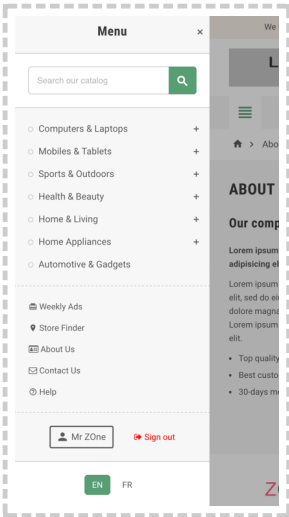 Menu ×
Search our catalog
Computers & Laptops +
Mobiles & Tablets +
Sports & Outdoors +
Health & Beauty +
Home & Living +
Home Appliances +
Automotive & Gadgets
Weekly Ads
Store Finder
About Us
Contact Us
Help
Mr ZOne
Sign out
EN FR
We
L
> Abo
ABOUT
Our comp
Lorem ipsum
adipisicing el
Lorem ipsum
elit, sed do ei
dolore magna
Lorem ipsum
elit.
• Top quality
• Best custo
• 30-days m
Z